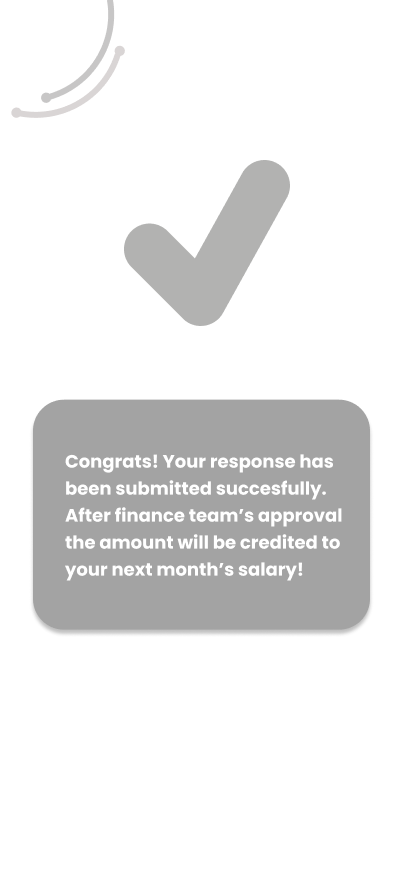 Congrats! Your response has
been submitted succesfully.
After finance team’s approval
the amount will be credited to
your next month’s salary!